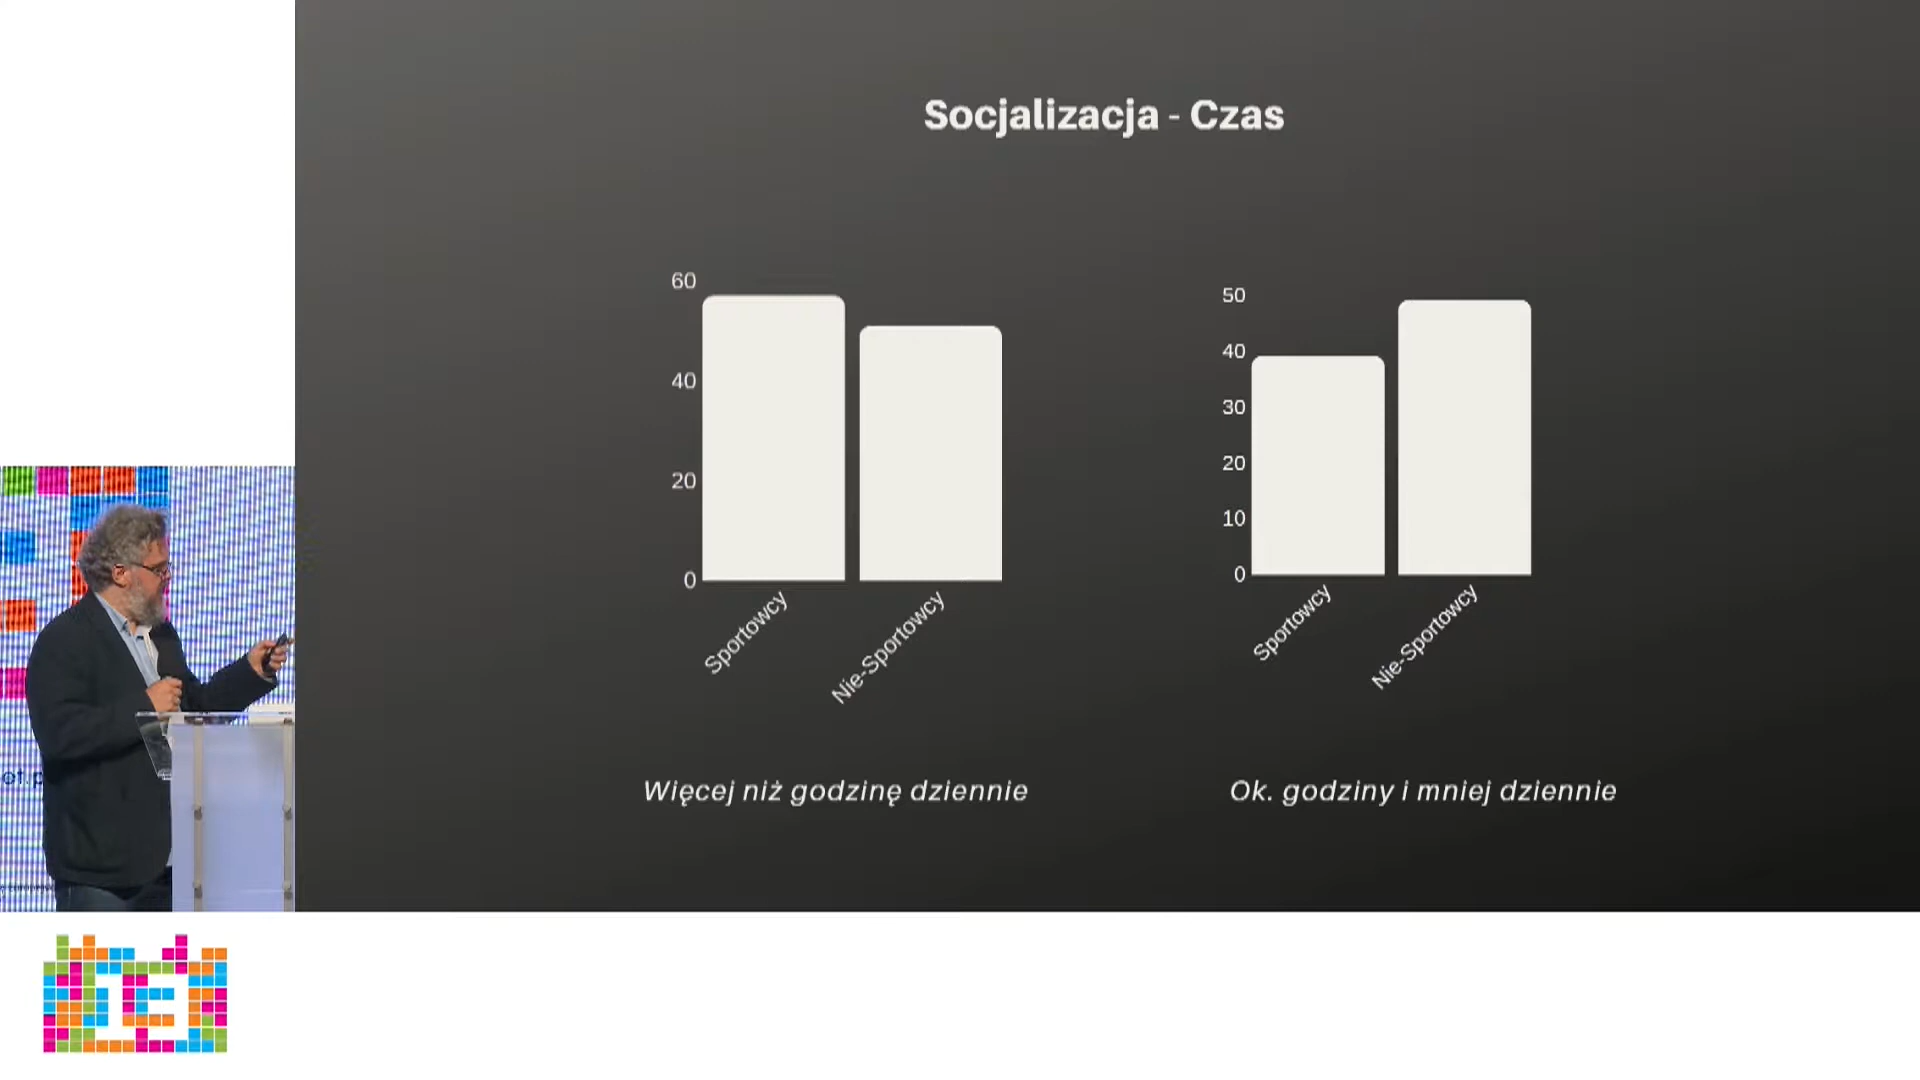 Socjalizacja - Czas
60
40
20
0
Sportowcy
Nie-Sportowcy
Więcej niż godzinę dziennie
50
40
30
20
10
0
Sportowcy
Nie-Sportowcy
Ok. godziny i mniej dziennie
et.p